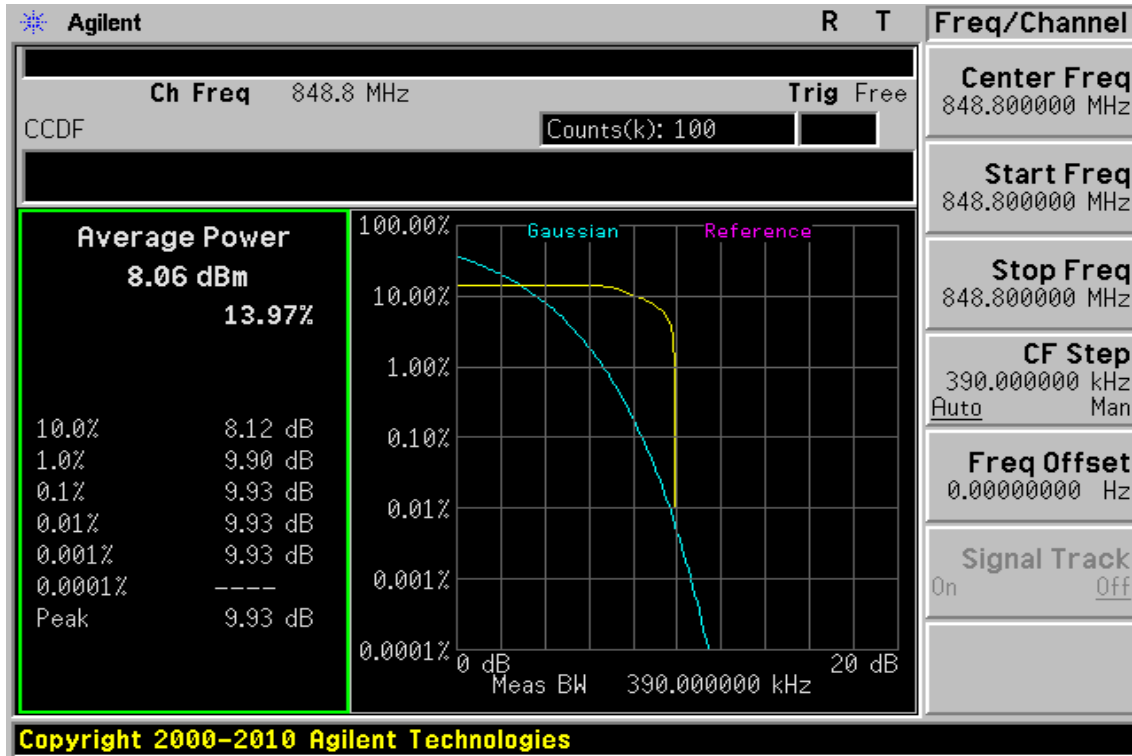 Agilent R T
Ch Freq 848.8 MHz Trig Free
CCDF Counts(k): 100
Average Power
8.06 dBm
13.97%
10.0% 8.12 dB
1.0% 9.90 dB
0.1% 9.93 dB
0.01% 9.93 dB
0.001% 9.93 dB
0.0001% ----
Peak 9.93 dB
Gaussian Reference
100.00%
10.00%
1.00%
0.10%
0.01%
0.001%
0.0001%
0 dB 20 dB
Meas BW 390.000000 kHz
Freq/Channel
Center Freq
848.800000 MHz
Start Freq
848.800000 MHz
Stop Freq
848.800000 MHz
CF Step
390.000000 kHz
Auto Man
Freq Offset
0.00000000 Hz
Signal Track
On Off
Copyright 2000-2010 Agilent Technologies